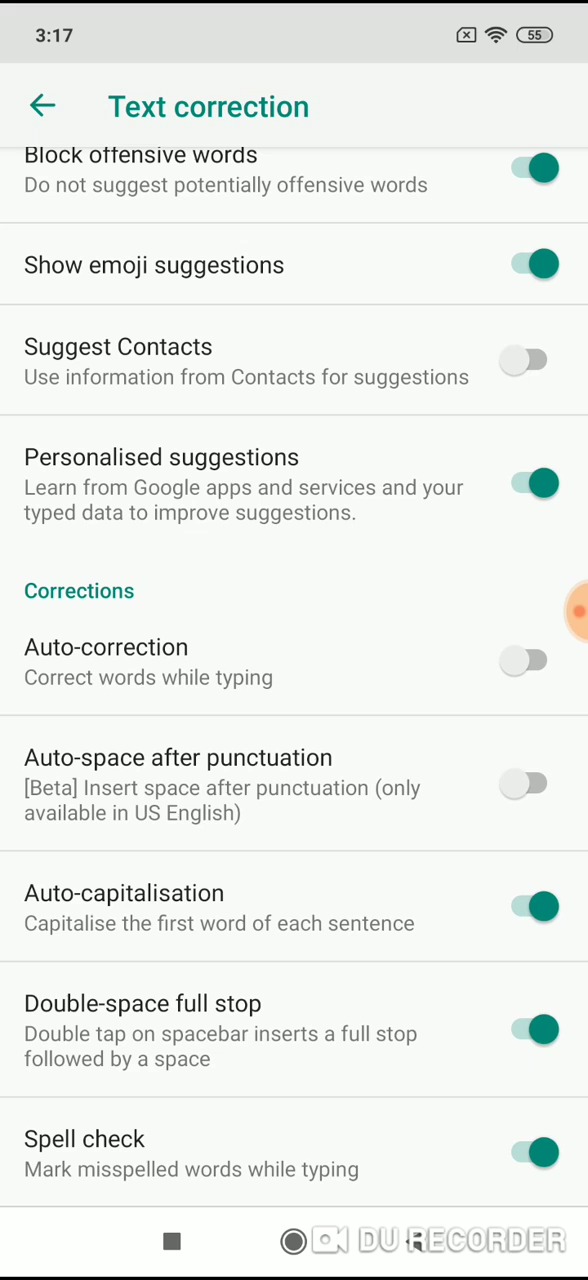 3:17
55
Text correction
Block offensive words
Do not suggest potentially offensive words
Show emoji suggestions
Suggest Contacts
Use information from Contacts for suggestions
Personalised suggestions
Learn from Google apps and services and your
typed data to improve suggestions.
Corrections
Auto-correction
Correct words while typing
Auto-space after punctuation
[Beta] Insert space after punctuation (only
available in US English)
Auto-capitalisation
Capitalise the first word of each sentence
Double-space full stop
Double tap on spacebar inserts a full stop
followed by a space
Spell check
Mark misspelled words while typing
DU RECORDER